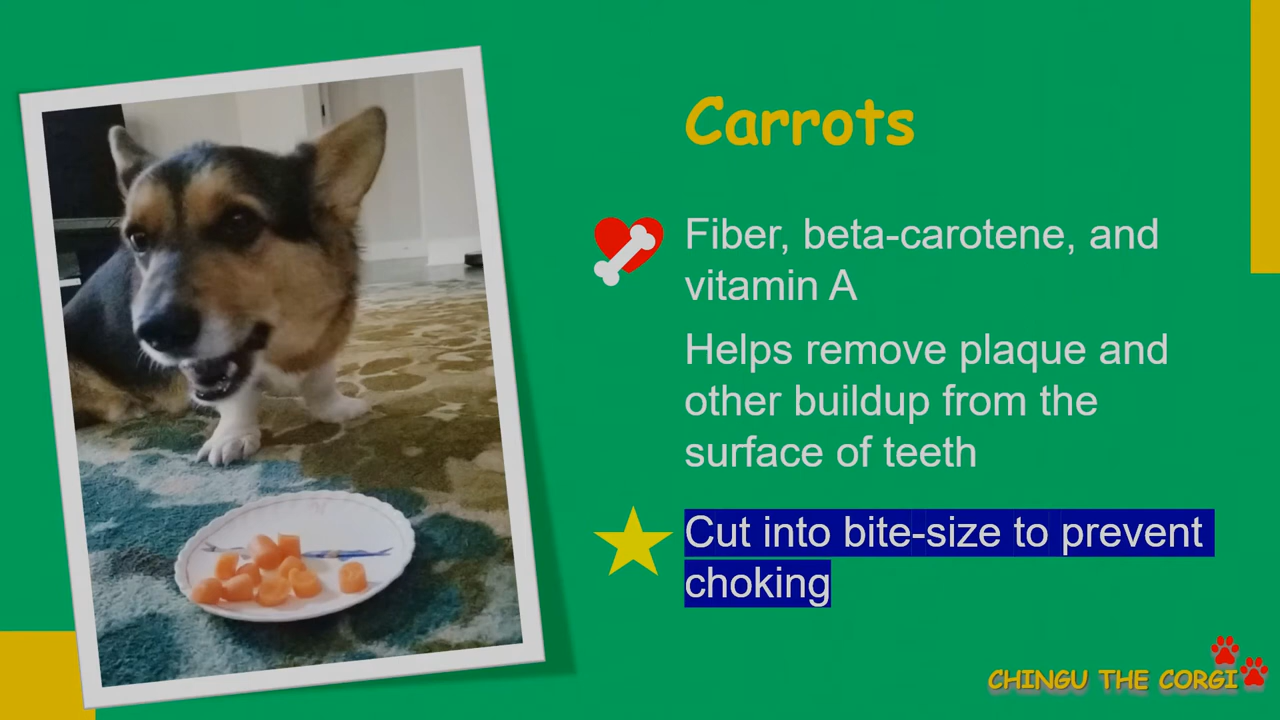 Carrots
Fiber, beta-carotene, and
vitamin A
Helps remove plaque and
other buildup from the
surface of teeth
Cut into bite-size to prevent
choking
CHINGU THE CORGI